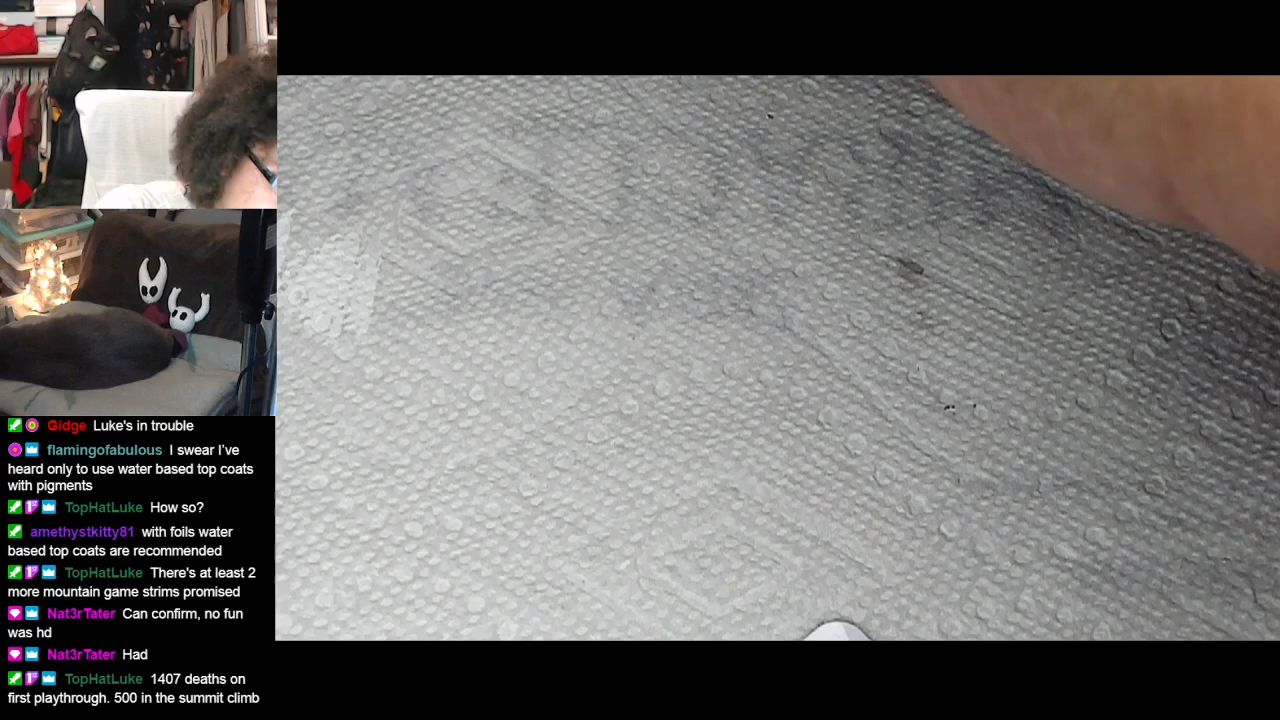 Gidge Luke's in trouble
flamingofabulous I swear I've
heard only to use water based top coats
with pigments
TopHatLuke How so?
amethystkitty81 with foils water
based top coats are recommended
TopHatLuke There's at least 2
more mountain game strims promised
Nat3rTater Can confirm, no fun
was hd
Nat3rTater Had
TopHatLuke 1407 deaths on
first playthrough. 500 in the summit climb